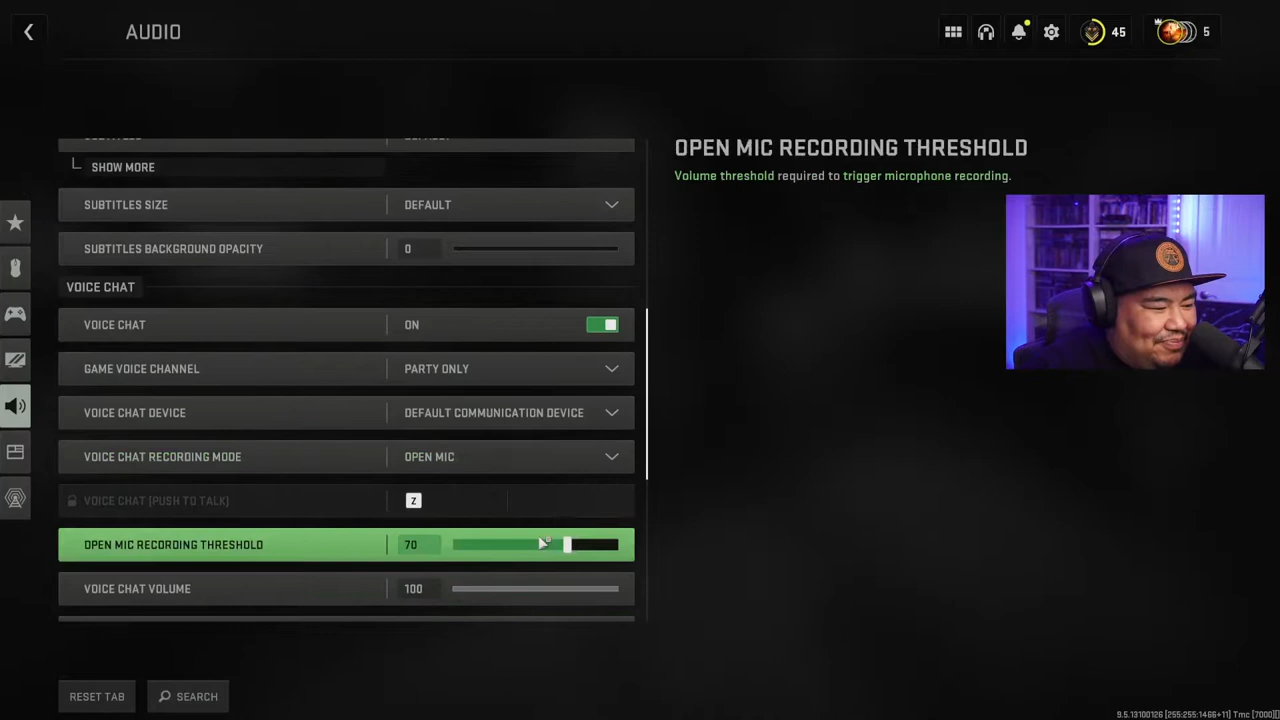 AUDIO
45
5
SHOW MORE
SUBTITLES SIZE
DEFAULT
SUBTITLES BACKGROUND OPACITY
0
VOICE CHAT
VOICE CHAT
ON
GAME VOICE CHANNEL
PARTY ONLY
VOICE CHAT DEVICE
DEFAULT COMMUNICATION DEVICE
VOICE CHAT RECORDING MODE
OPEN MIC
VOICE CHAT (PUSH TO TALK)
Z
OPEN MIC RECORDING THRESHOLD
70
VOICE CHAT VOLUME
100
RESET TAB
SEARCH
OPEN MIC RECORDING THRESHOLD
Volume threshold required to trigger microphone recording.